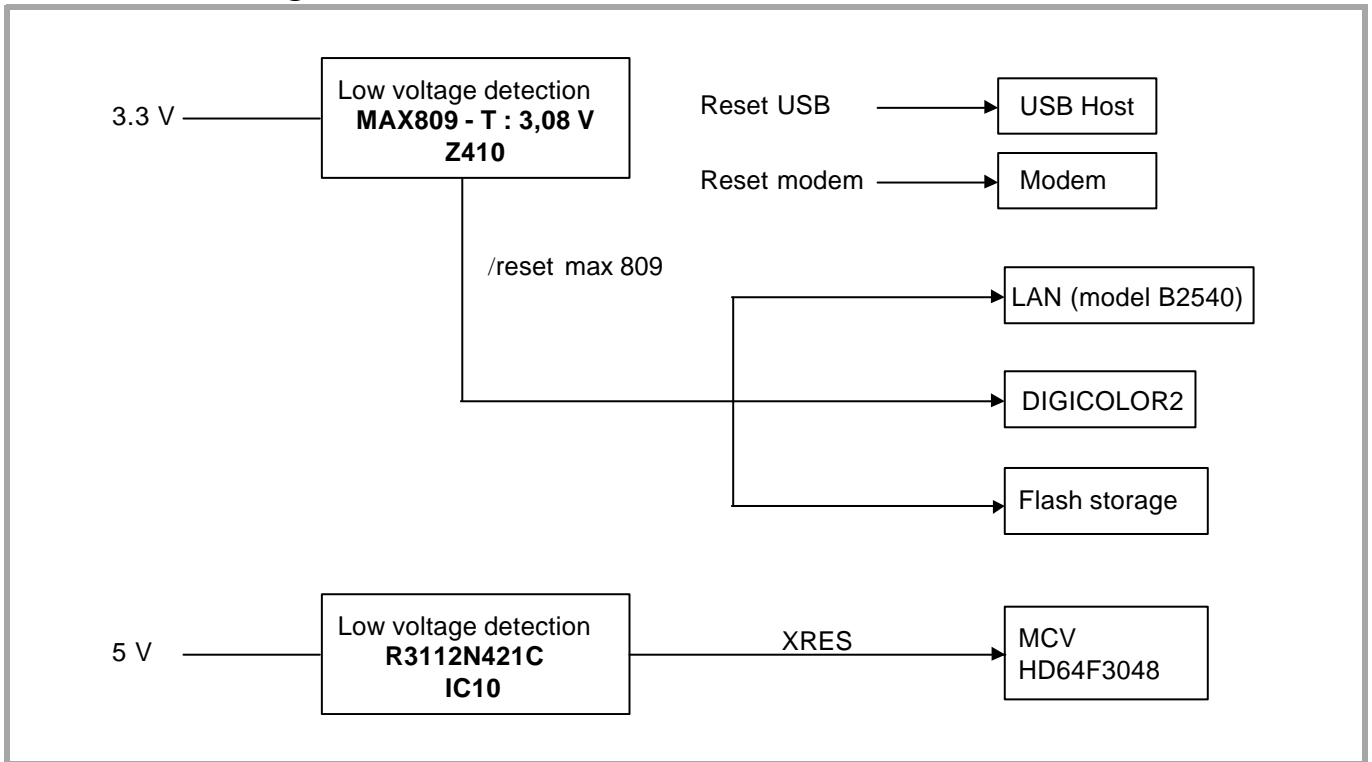 3.3 V
Low voltage detection
MAX809 - T : 3,08 V
Z410
Reset USB
USB Host
Reset modem
Modem
/reset max 809
LAN (model B2540)
DIGICOLOR2
Flash storage
5 V
Low voltage detection
R3112N421C
IC10
XRES
MCV
HD64F3048